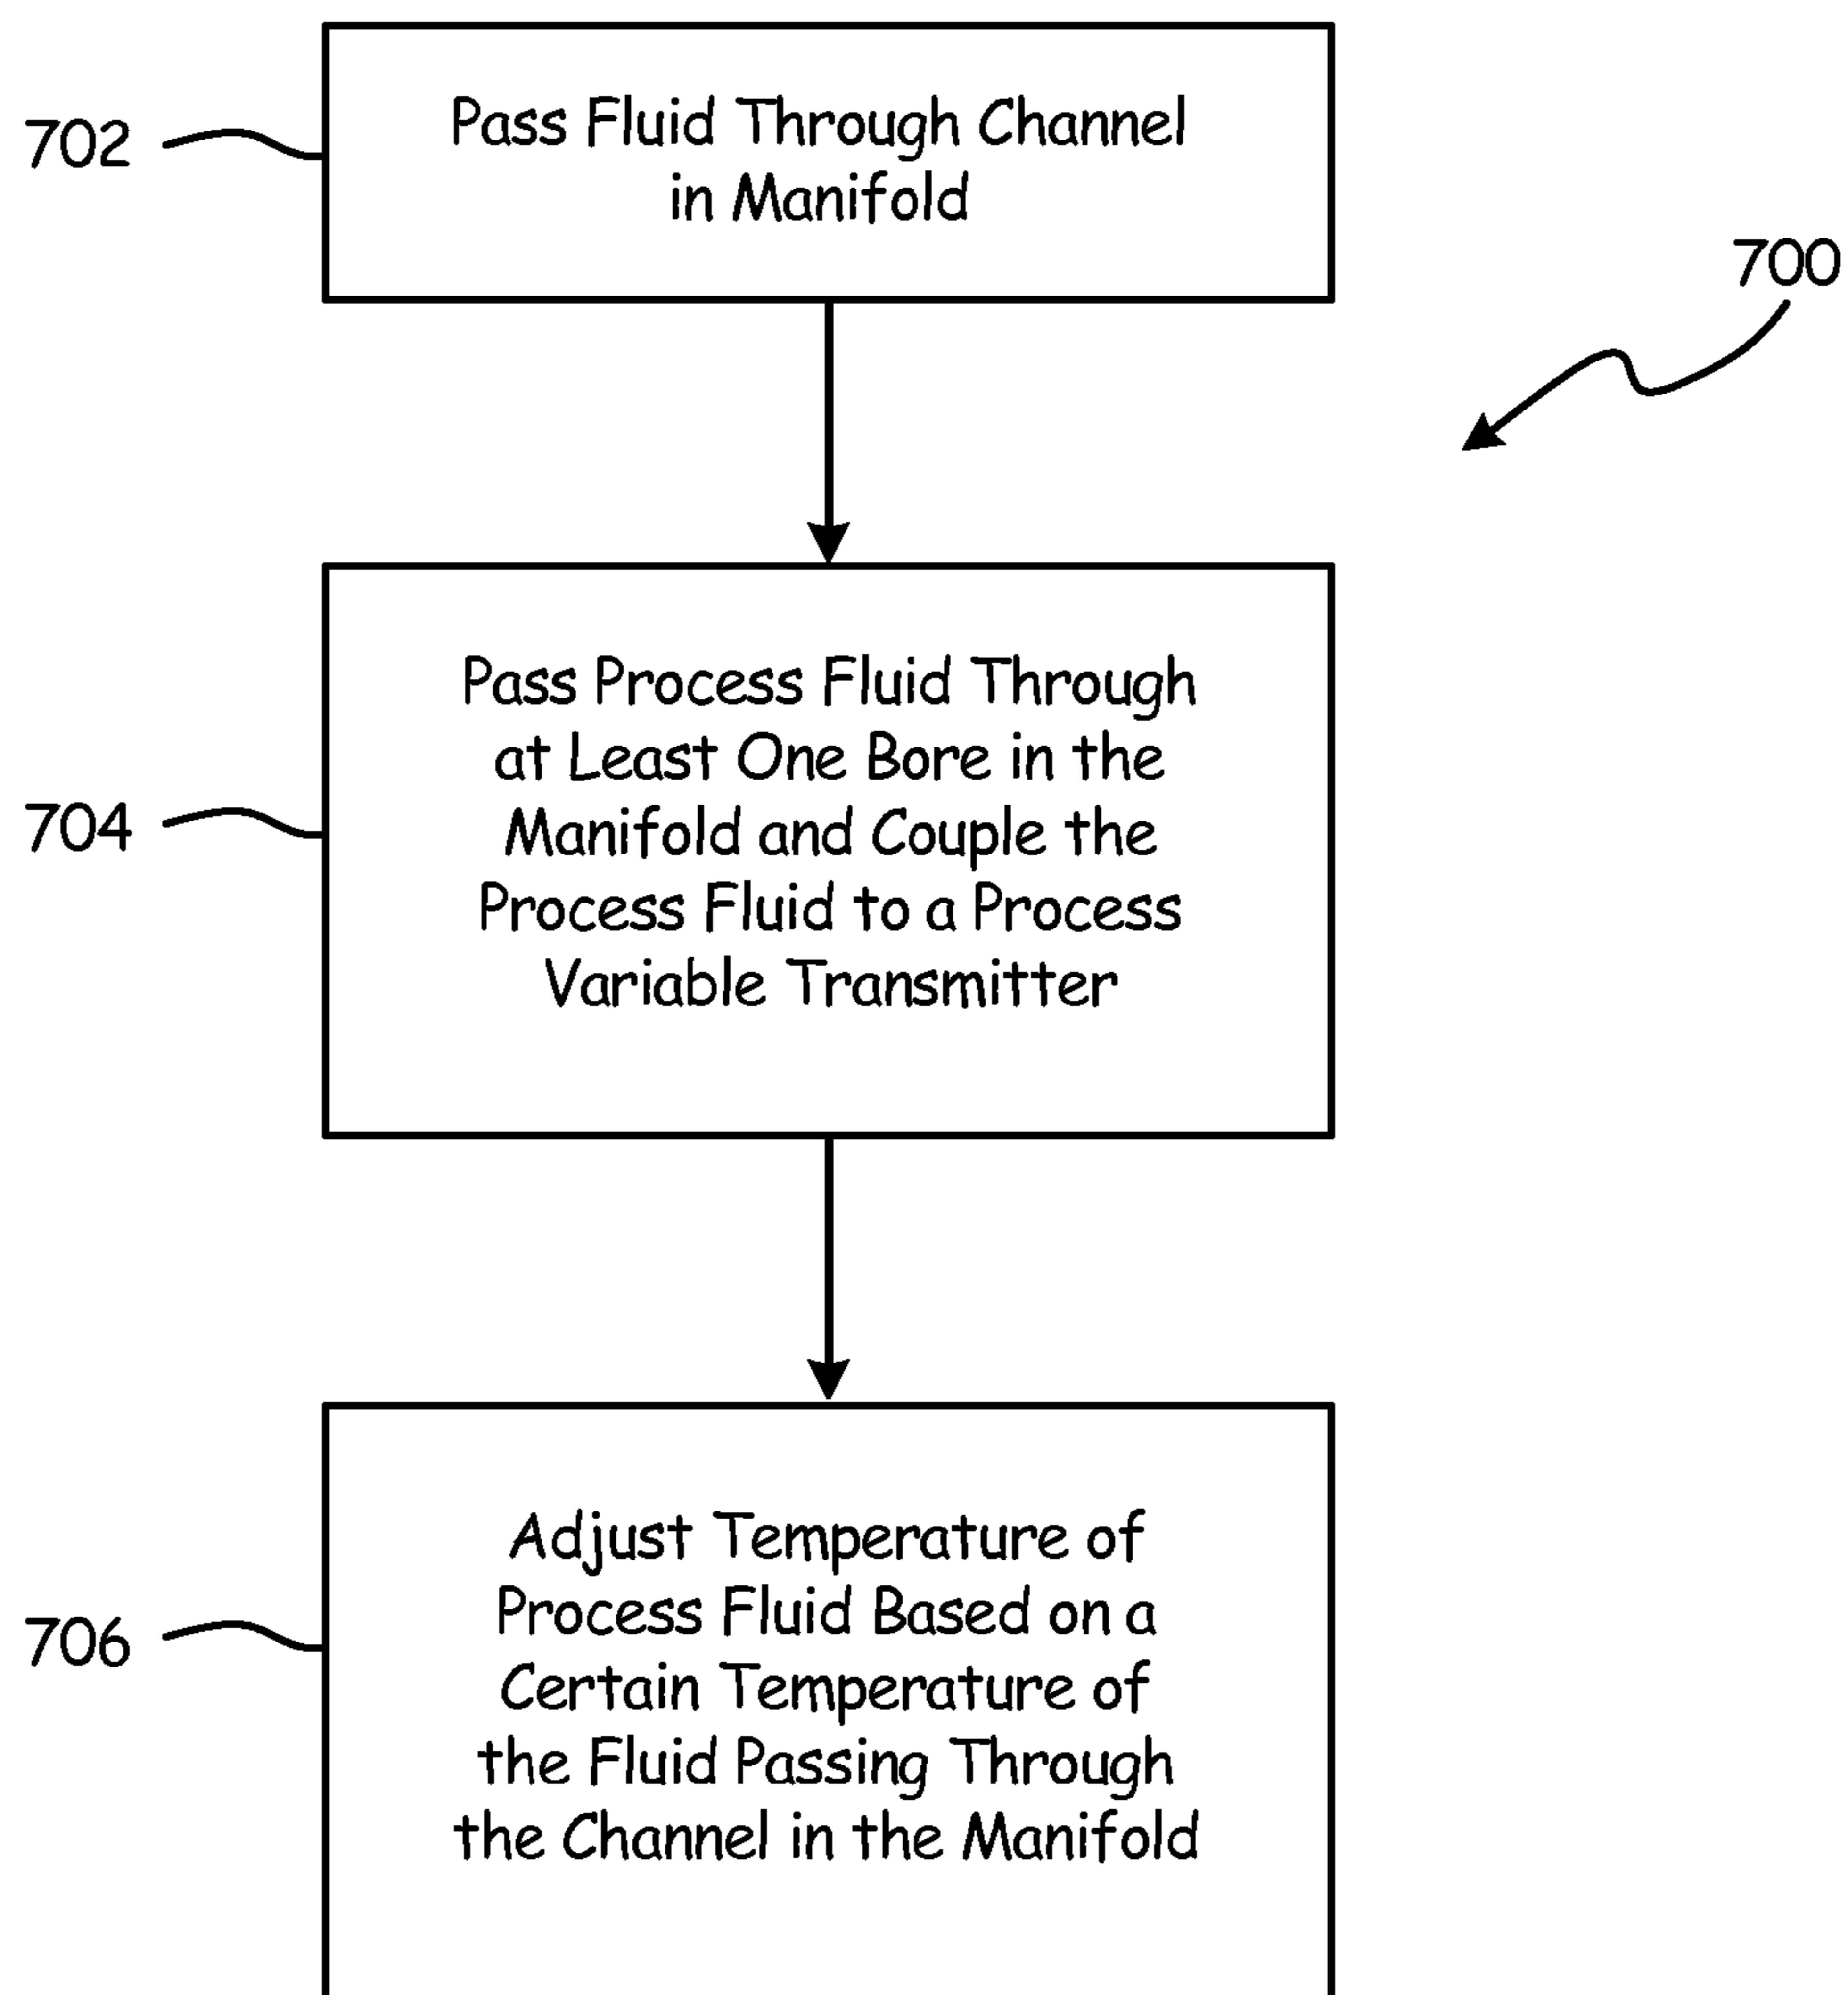 702
Pass Fluid Through Channel
in Manifold
700
704
Pass Process Fluid Through
at Least One Bore in the
Manifold and Couple the
Process Fluid to a Process
Variable Transmitter
706
Adjust Temperature of
Process Fluid Based on a
Certain Temperature of
the Fluid Passing Through
the Channel in the Manifold